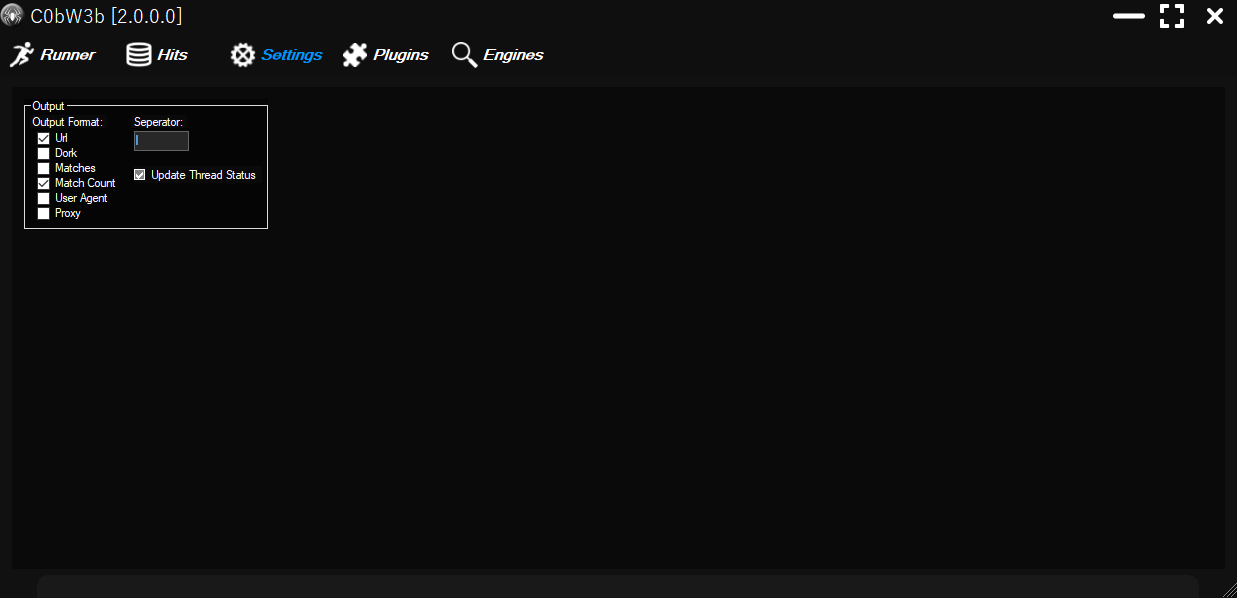 C0bW3b [2.0.0.0]
Runner Hits Settings Plugins Engines
Output
Output Format: Seperator:
Url |
Dork
Matches
Update Thread Status
Match Count
User Agent
Proxy